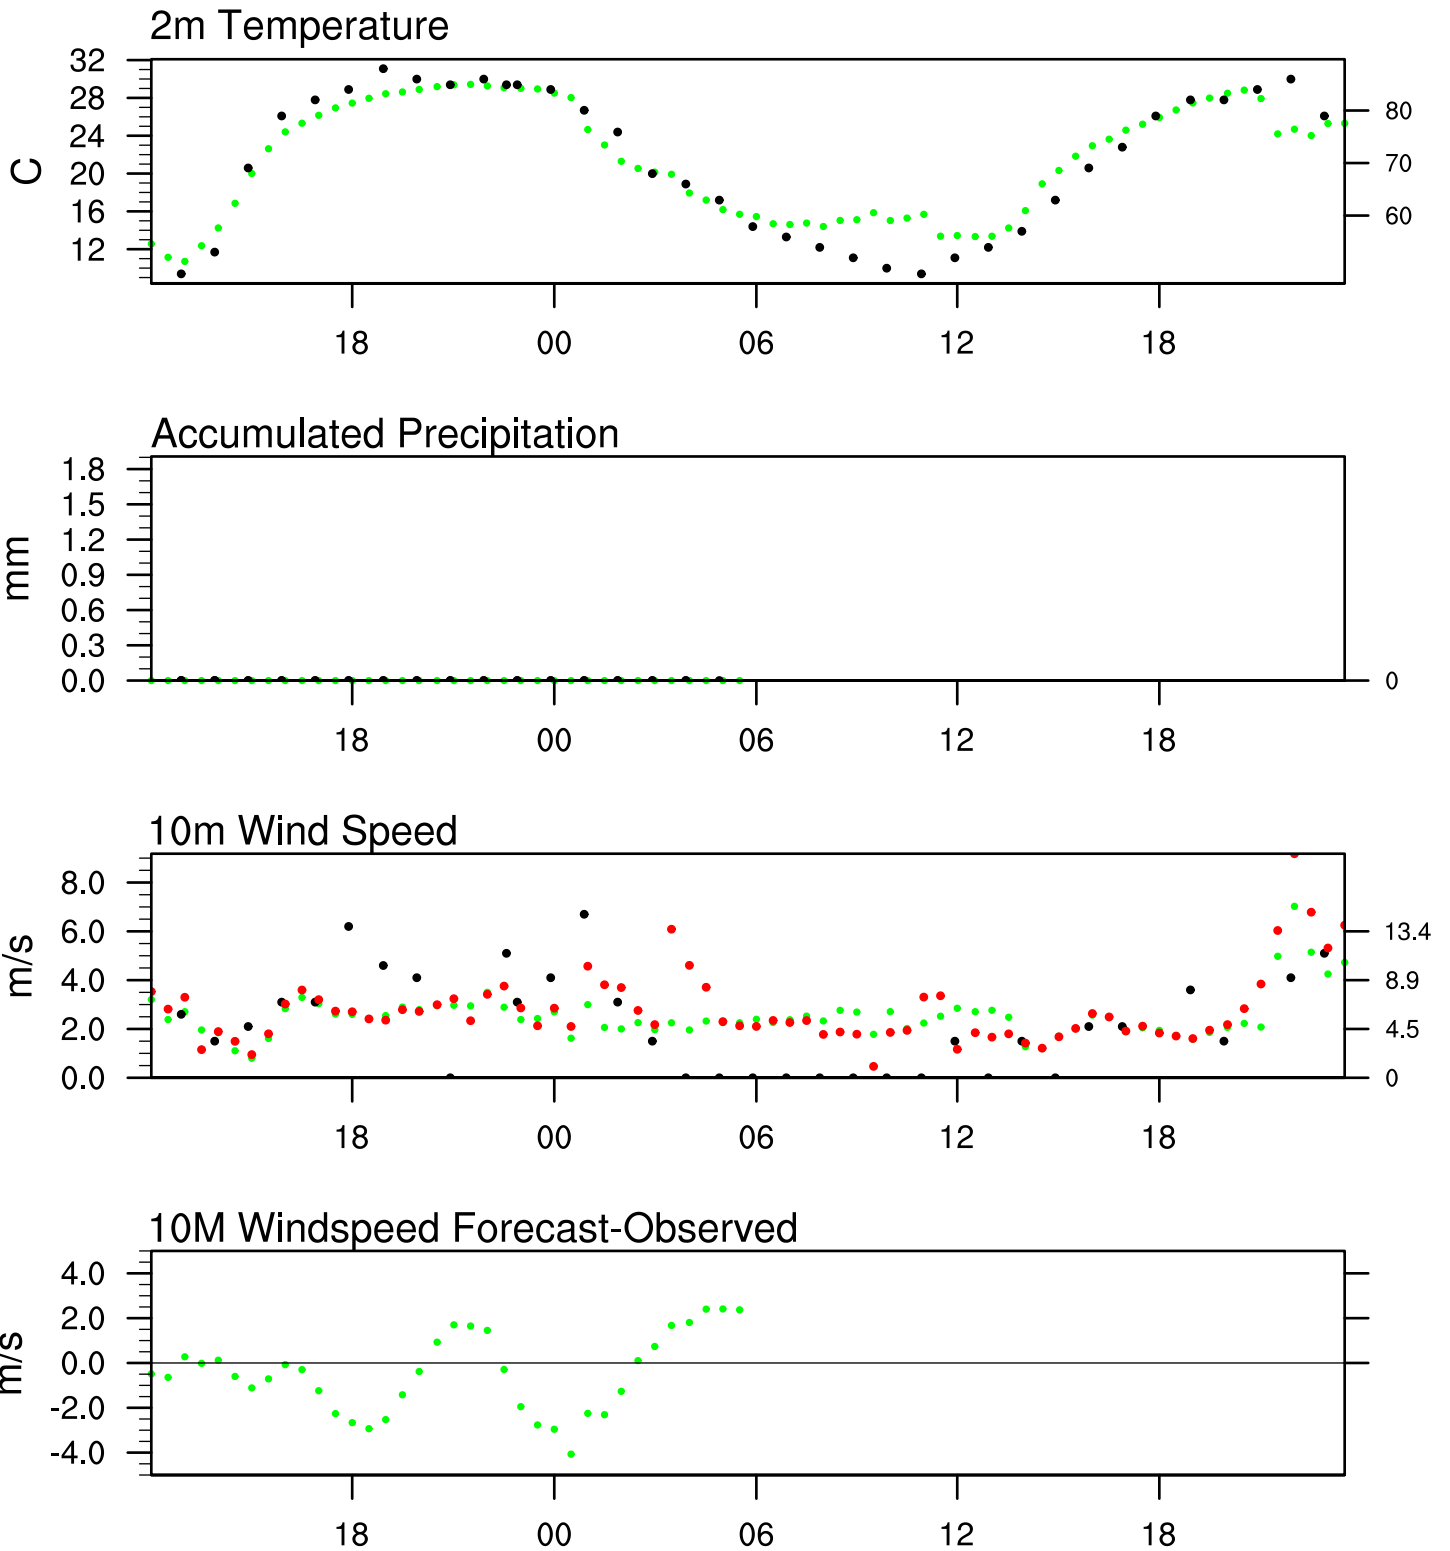 2m Temperature
32
28
24
20
16
12
C
80
70
60
18 00 06 12 18
Accumulated Precipitation
1.8
1.5
1.2
0.9
0.6
0.3
0.0
mm
0
18 00 06 12 18
10m Wind Speed
8.0
6.0
4.0
2.0
0.0
m/s
13.4
8.9
4.5
0
18 00 06 12 18
10M Windspeed Forecast-Observed
4.0
2.0
0.0
-2.0
-4.0
m/s
18 00 06 12 18